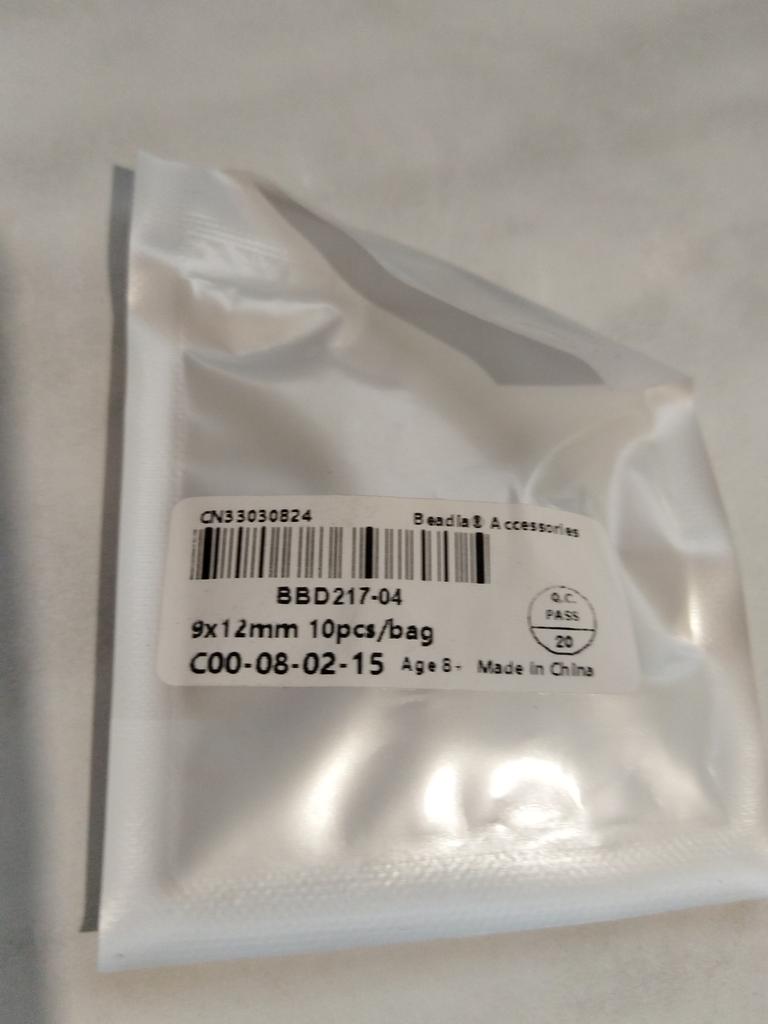 CN33030824 Beadia® Accessories
BBD217-04
9x12mm 10pcs/bag
C00-08-02-15 Age 8- Made in China
Q.C.
PASS
20